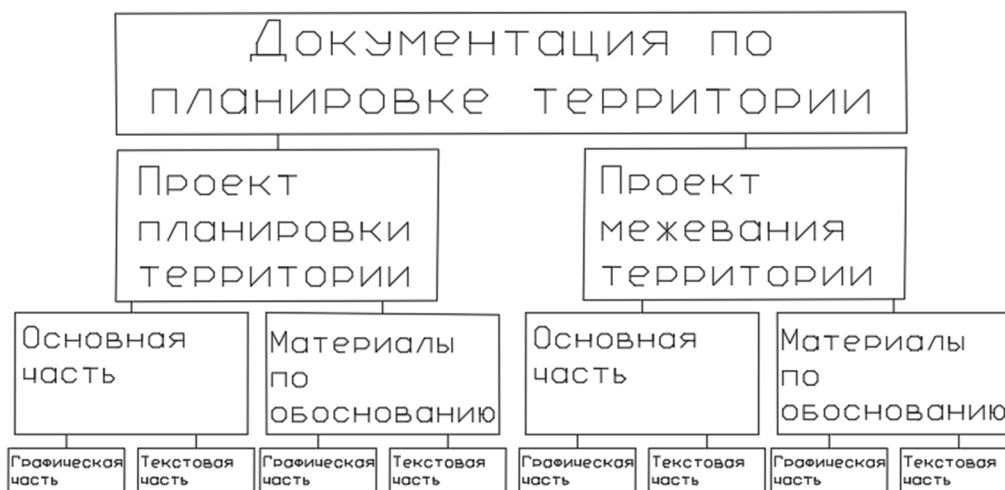 Документация по
планировке территории
Проект
планировки
территории
Проект
межевания
территории
Основная
часть
Материалы
по
обоснованию
Основная
часть
Материалы
по
обоснованию
Графическая
часть
Текстовая
часть
Графическая
часть
Текстовая
часть
Графическая
часть
Текстовая
часть
Графическая
часть
Текстовая
часть